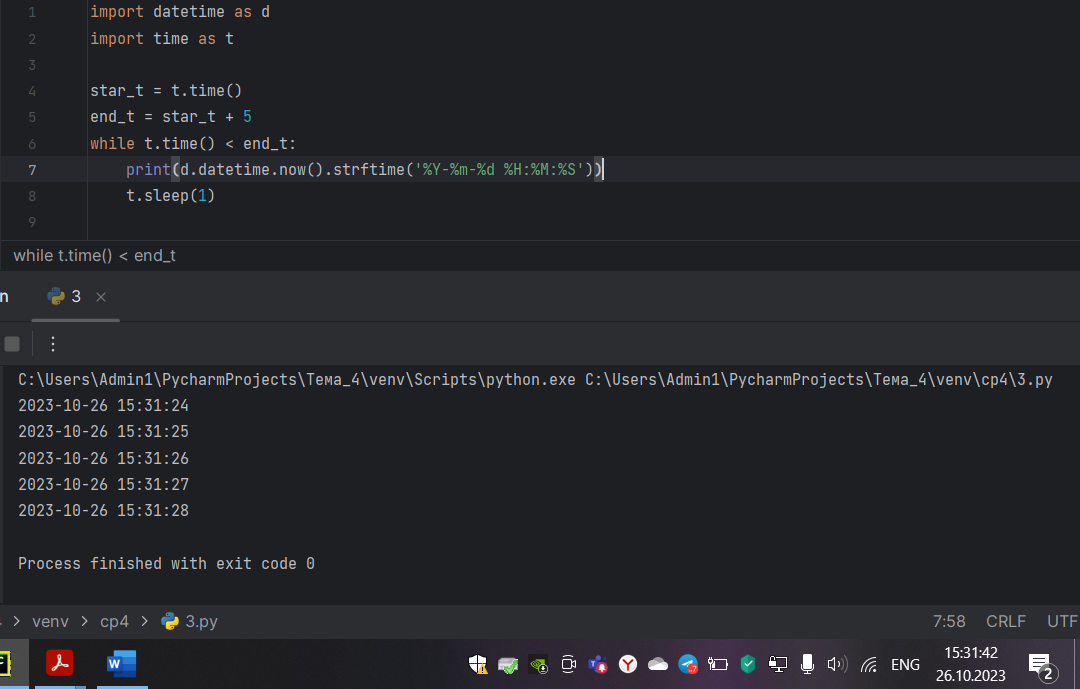 1 import datetime as d
2 import time as t
3
4 star_t = t.time()
5 end_t = star_t + 5
6 while t.time() < end_t:
7 print(d.datetime.now().strftime('%Y-%m-%d %H:%M:%S'))
8 t.sleep(1)
9
while t.time() < end_t
n 3 ×
C:\Users\Admin1\PycharmProjects\Тема_4\venv\Scripts\python.exe C:\Users\Admin1\PycharmProjects\Тема_4\venv\cp4\3.py
2023-10-26 15:31:24
2023-10-26 15:31:25
2023-10-26 15:31:26
2023-10-26 15:31:27
2023-10-26 15:31:28
Process finished with exit code 0
> venv > cp4 > 3.py 7:58 CRLF UTF
W ENG 15:31:42
26.10.2023 2